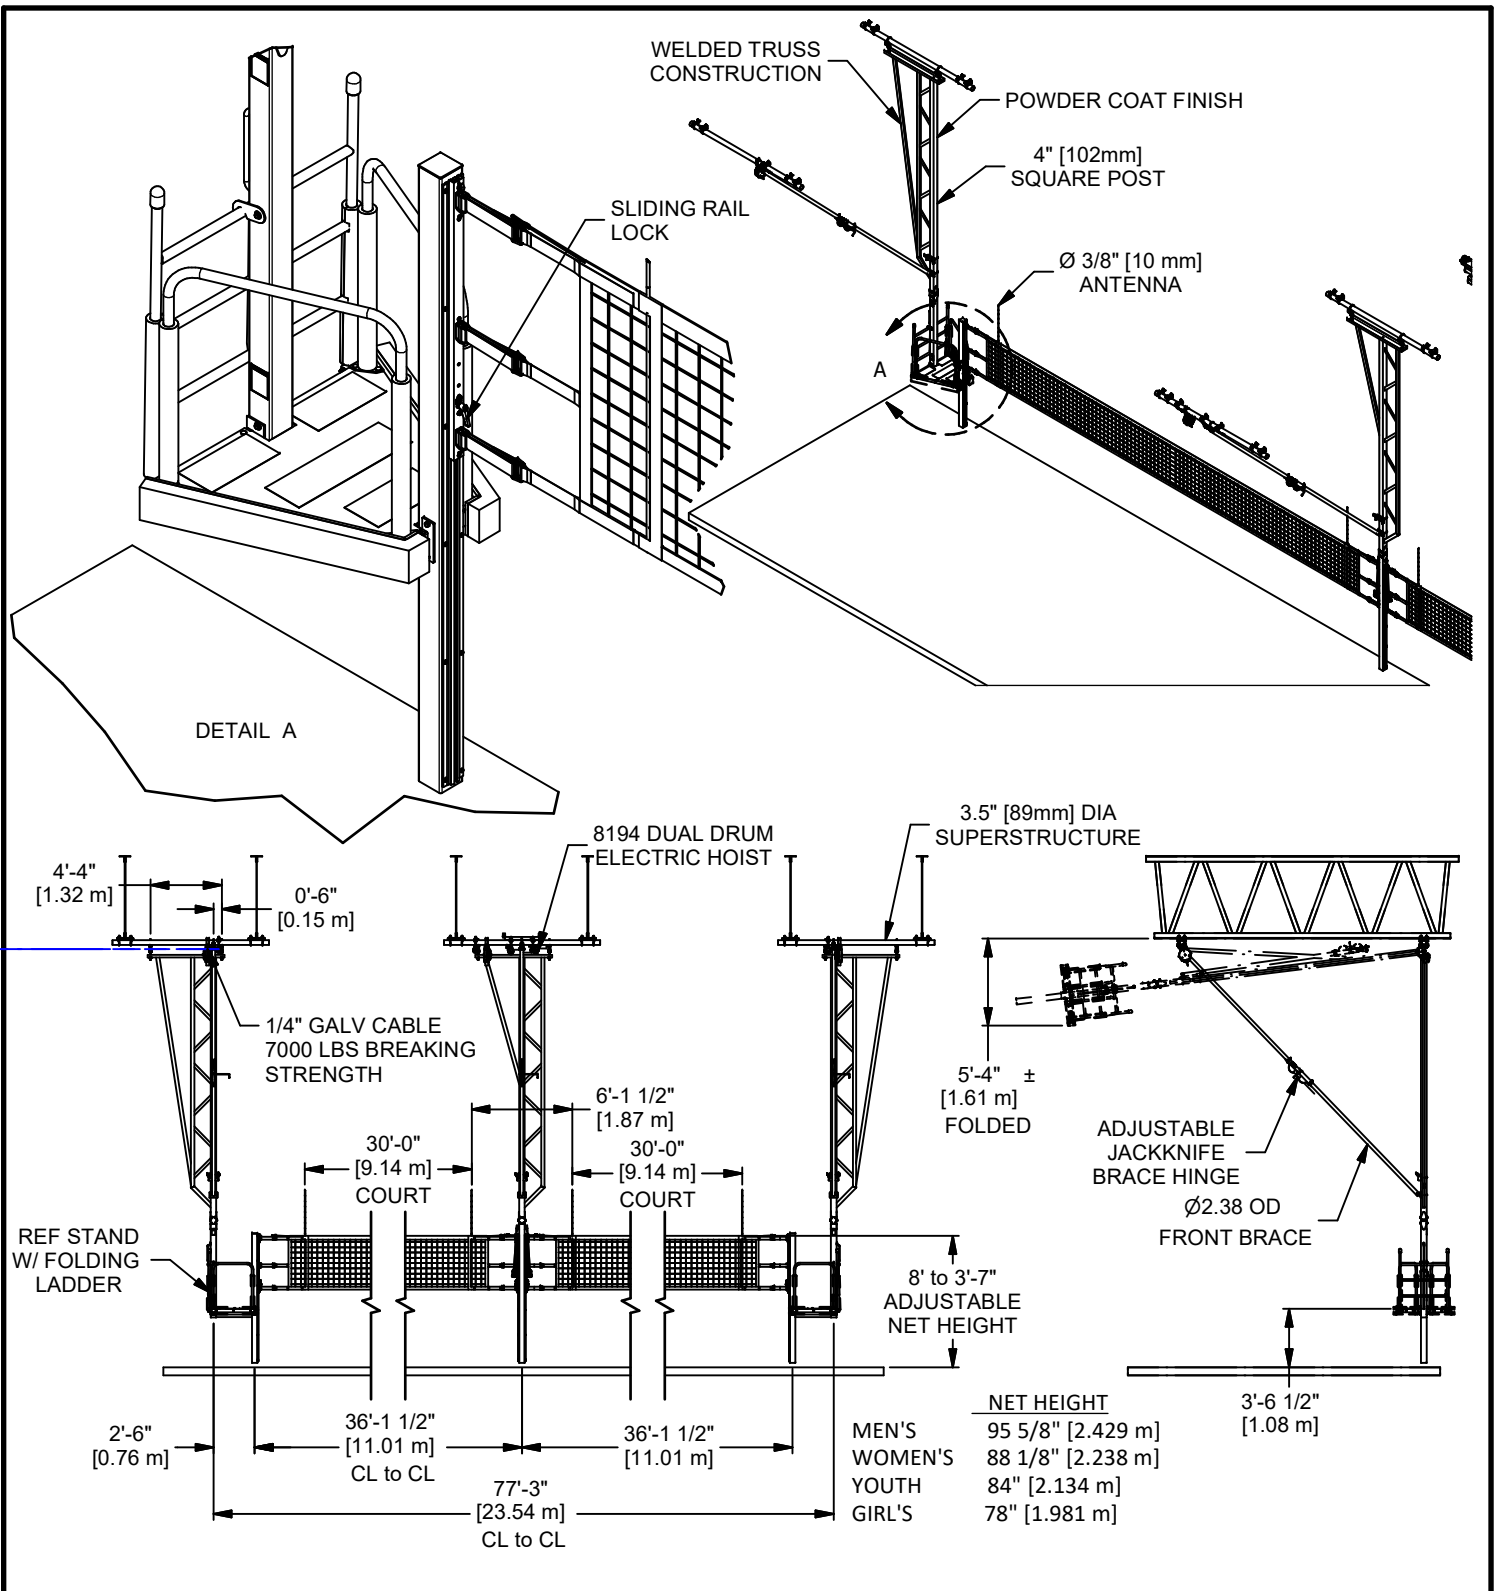 WELDED TRUSS
CONSTRUCTION
POWDER COAT FINISH
4" [102mm]
SQUARE POST
SLIDING RAIL
LOCK
Ø 3/8" [10 mm]
ANTENNA
A
DETAIL A
8194 DUAL DRUM
ELECTRIC HOIST
3.5" [89mm] DIA
SUPERSTRUCTURE
4'-4"
[1.32 m]
0'-6"
[0.15 m]
1/4" GALV CABLE
7000 LBS BREAKING
STRENGTH
6'-1 1/2"
[1.87 m]
30'-0"
[9.14 m]
COURT
30'-0"
[9.14 m]
COURT
5'-4" ±
[1.61 m]
FOLDED
ADJUSTABLE
JACKKNIFE
BRACE HINGE
Ø2.38 OD
FRONT BRACE
REF STAND
W/ FOLDING
LADDER
8' to 3'-7"
ADJUSTABLE
NET HEIGHT
2'-6"
[0.76 m]
36'-1 1/2"
[11.01 m]
CL to CL
36'-1 1/2"
[11.01 m]
77'-3"
[23.54 m]
CL to CL
3'-6 1/2"
[1.08 m]
NET HEIGHT
MEN'S 95 5/8" [2.429 m]
WOMEN'S 88 1/8" [2.238 m]
YOUTH 84" [2.134 m]
GIRL'S 78" [1.981 m]